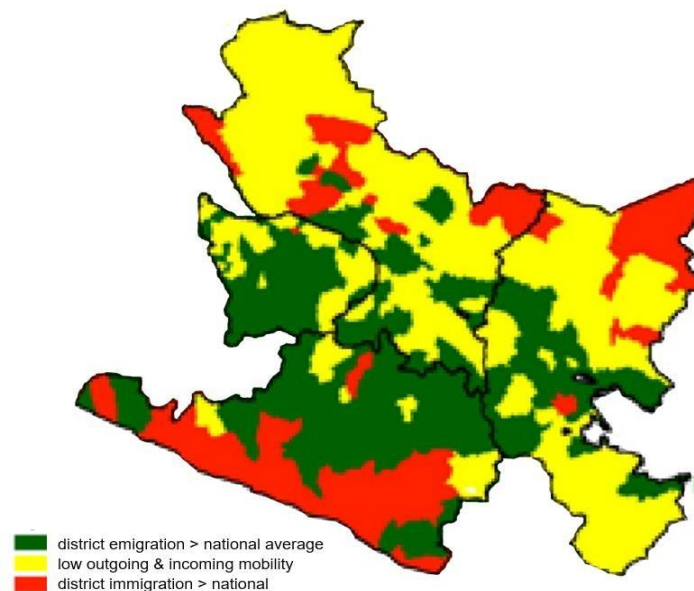 district emigration > national average
low outgoing & incoming mobility
district immigration > national